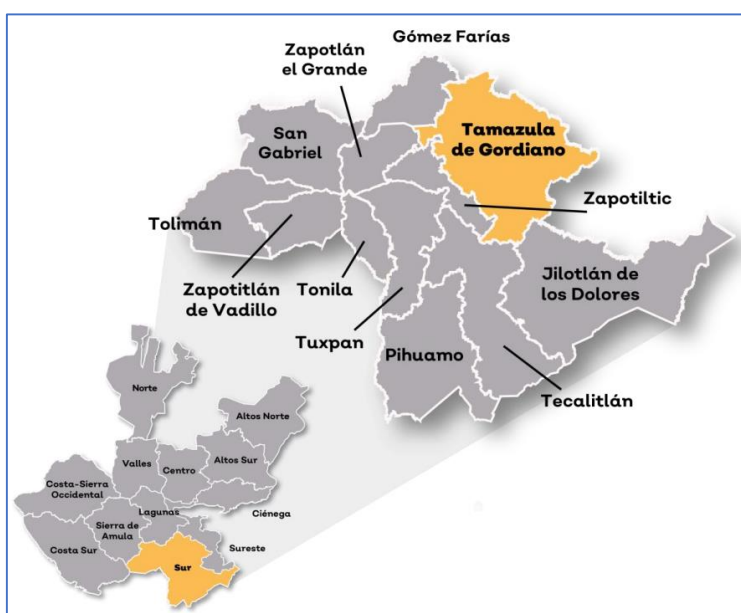 Gómez Farías
Zapotlán
el Grande
Tamazula
de Gordiano
San
Gabriel
Zapotiltic
Tolimán
Zapotitlán
de Vadillo
Tonila
Jilotlán de
los Dolores
Tuxpan
Pihuamo
Tecalitlán
Norte
Altos Norte
Valles
Centro
Altos Sur
Costa-Sierra
Occidental
Lagunas
Ciénega
Sierra de
Amula
Costa Sur
Sureste
Sur